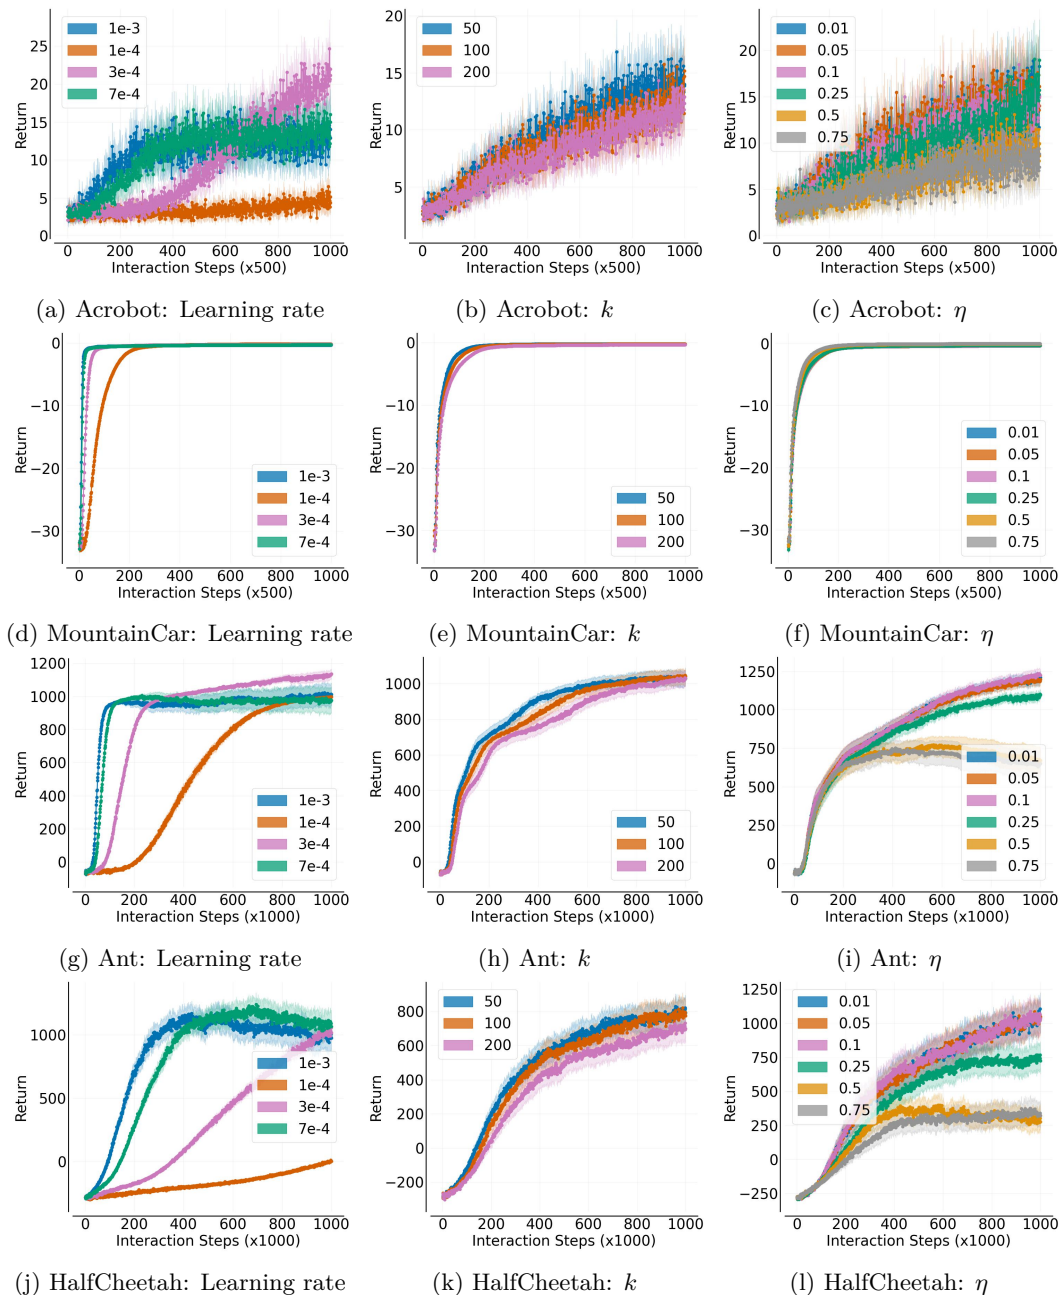 25
20
15
10
5
0
Return
1e-3
1e-4
3e-4
7e-4
0 200 400 600 800 1000
Interaction Steps (x500)
(a) Acrobot: Learning rate
20
15
10
5
Return
50
100
200
0 200 400 600 800 1000
Interaction Steps (x500)
(b) Acrobot: k
20
15
10
5
0
Return
0.01
0.05
0.1
0.25
0.5
0.75
0 200 400 600 800 1000
Interaction Steps (x500)
(c) Acrobot: η
0
−10
−20
−30
Return
1e-3
1e-4
3e-4
7e-4
0 200 400 600 800 1000
Interaction Steps (x500)
(d) MountainCar: Learning rate
0
−10
−20
−30
Return
50
100
200
0 200 400 600 800 1000
Interaction Steps (x500)
(e) MountainCar: k
0
−10
−20
−30
Return
0.01
0.05
0.1
0.25
0.5
0.75
0 200 400 600 800 1000
Interaction Steps (x500)
(f) MountainCar: η
1200
1000
800
600
400
200
0
Return
1e-3
1e-4
3e-4
7e-4
0 200 400 600 800 1000
Interaction Steps (x1000)
(g) Ant: Learning rate
1000
800
600
400
200
0
Return
50
100
200
0 200 400 600 800 1000
Interaction Steps (x1000)
(h) Ant: k
1250
1000
750
500
250
0
Return
0.01
0.05
0.1
0.25
0.5
0.75
0 200 400 600 800 1000
Interaction Steps (x1000)
(i) Ant: η
1000
500
0
Return
1e-3
1e-4
3e-4
7e-4
0 200 400 600 800 1000
Interaction Steps (x1000)
(j) HalfCheetah: Learning rate
800
600
400
200
0
−200
Return
50
100
200
0 200 400 600 800 1000
Interaction Steps (x1000)
(k) HalfCheetah: k
1250
1000
750
500
250
0
−250
Return
0.01
0.05
0.1
0.25
0.5
0.75
0 200 400 600 800 1000
Interaction Steps (x1000)
(l) HalfCheetah: η